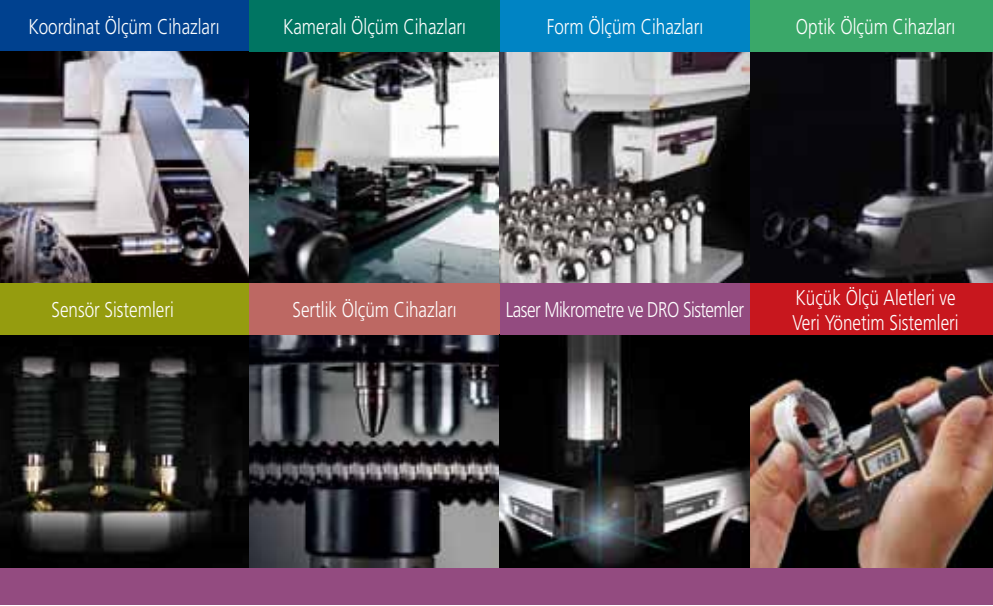 Koordinat Ölçüm Cihazları
Kameralı Ölçüm Cihazları
Form Ölçüm Cihazları
Optik Ölçüm Cihazları
Sensör Sistemleri
Sertlik Ölçüm Cihazları
Laser Mikrometre ve DRO Sistemler
Küçük Ölçü Aletleri ve
Veri Yönetim Sistemleri